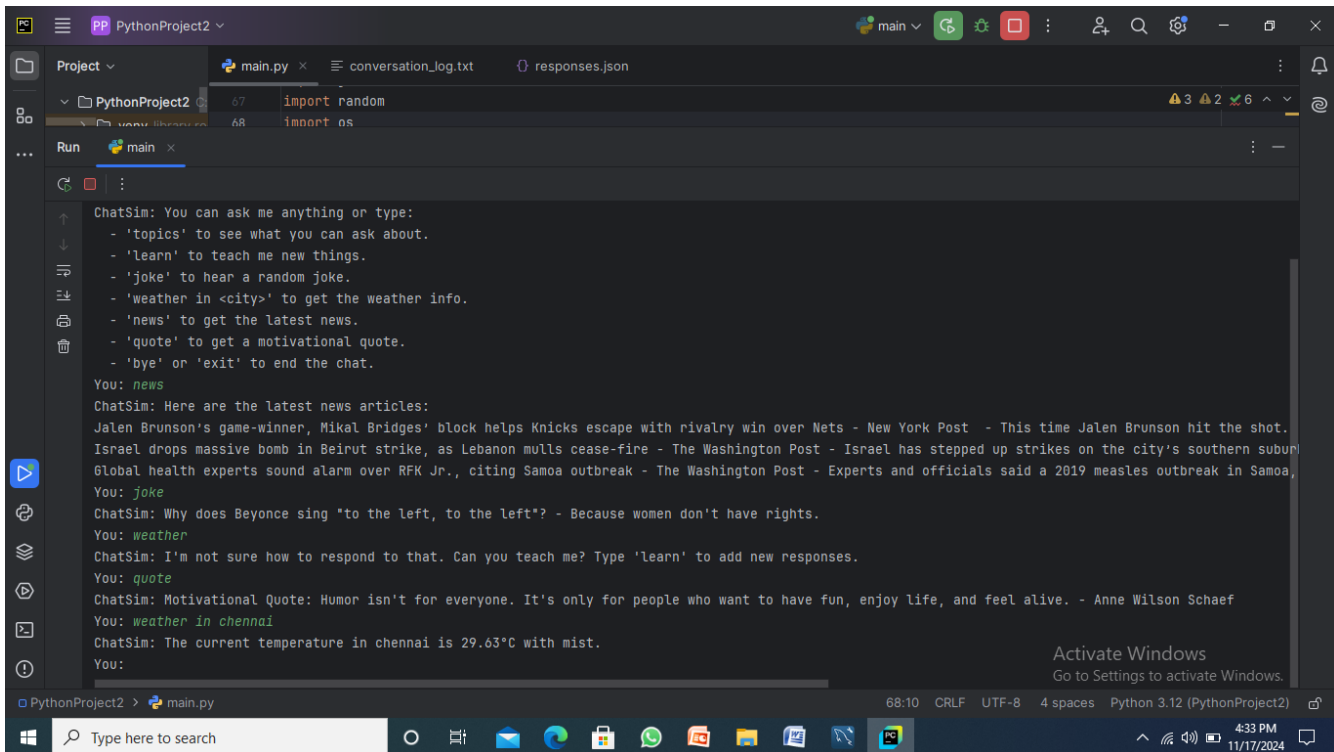 PC
PP PythonProject2
main
Project
main.py
conversation_log.txt
{} responses.json
PythonProject2
67 import random
3 2 6
68 import os
Run main
ChatSim: You can ask me anything or type:
- 'topics' to see what you can ask about.
- 'learn' to teach me new things.
- 'joke' to hear a random joke.
- 'weather in <city>' to get the weather info.
- 'news' to get the latest news.
- 'quote' to get a motivational quote.
- 'bye' or 'exit' to end the chat.
You: news
ChatSim: Here are the latest news articles:
Jalen Brunson's game-winner, Mikal Bridges' block helps Knicks escape with rivalry win over Nets - New York Post  - This time Jalen Brunson hit the shot.
Israel drops massive bomb in Beirut strike, as Lebanon mulls cease-fire - The Washington Post - Israel has stepped up strikes on the city's southern subur
Global health experts sound alarm over RFK Jr., citing Samoa outbreak - The Washington Post - Experts and officials said a 2019 measles outbreak in Samoa,
You: joke
ChatSim: Why does Beyonce sing "to the left, to the left"? - Because women don't have rights.
You: weather
ChatSim: I'm not sure how to respond to that. Can you teach me? Type 'learn' to add new responses.
You: quote
ChatSim: Motivational Quote: Humor isn't for everyone. It's only for people who want to have fun, enjoy life, and feel alive. - Anne Wilson Schaef
You: weather in chennai
ChatSim: The current temperature in chennai is 29.63°C with mist.
You:
Activate Windows
Go to Settings to activate Windows.
PythonProject2 > main.py
68:10 CRLF UTF-8 4 spaces Python 3.12 (PythonProject2)
Type here to search
4:33 PM
11/17/2024